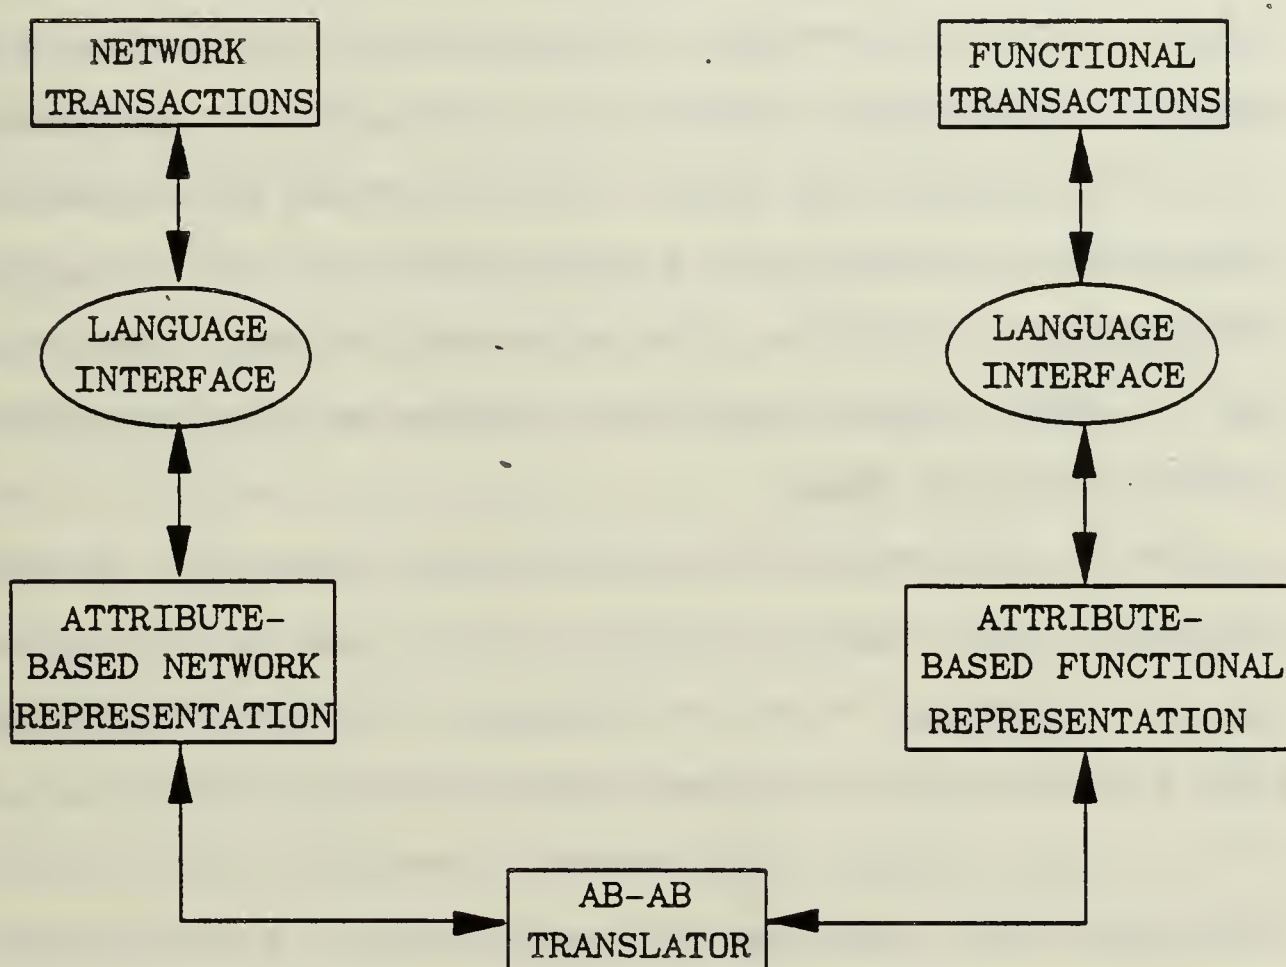 NETWORK
TRANSACTIONS
FUNCTIONAL
TRANSACTIONS
LANGUAGE
INTERFACE
LANGUAGE
INTERFACE
ATTRIBUTE-
BASED NETWORK
REPRESENTATION
ATTRIBUTE-
BASED FUNCTIONAL
REPRESENTATION
AB-AB
TRANSLATOR